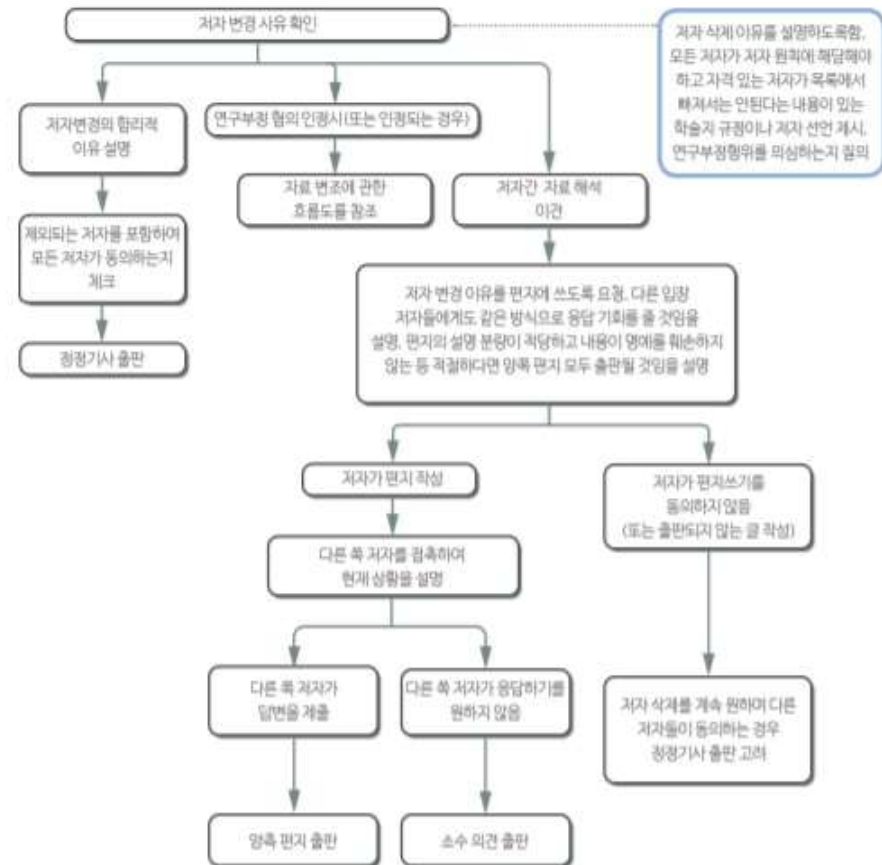 저자 변경 사유 확인
저자 삭제 이유를 설명하도록함,
모든 저자가 저자 원칙에 해당해야
하고 자격 있는 저자가 목록에서
빠져서는 안된다는 내용이 있는
학술지 규정이나 저자 선언 제시,
연구부정행위를 의심하는지 질의
저자변경의 합리적
이유 설명
연구부정 혐의 인정시(또는 인정되는 경우)
자료 변조에 관한
흐름도를 참조
저자간 자료 해석
이견
제외되는 저자를 포함하여
모든 저자가 동의하는지
체크
정정기사 출판
저자 변경 이유를 편지에 쓰도록 요청, 다른 입장
저자들에게도 같은 방식으로 응답 기회를 줄 것임을
설명, 편지의 설명 분량이 적당하고 내용이 명예를 훼손하지
않는 등 적절하다면 양쪽 편지 모두 출판될 것임을 설명
저자가 편지 작성
저자가 편지쓰기를
동의하지 않음
(또는 출판되지 않는 글 작성)
다른 쪽 저자를 접촉하여
현재 상황을 설명
다른 쪽 저자가
답변을 제출
다른 쪽 저자가 응답하기를
원하지 않음
저자 삭제를 계속 원하며 다른
저자들이 동의하는 경우
정정기사 출판 고려
양측 편지 출판
소수 의견 출판